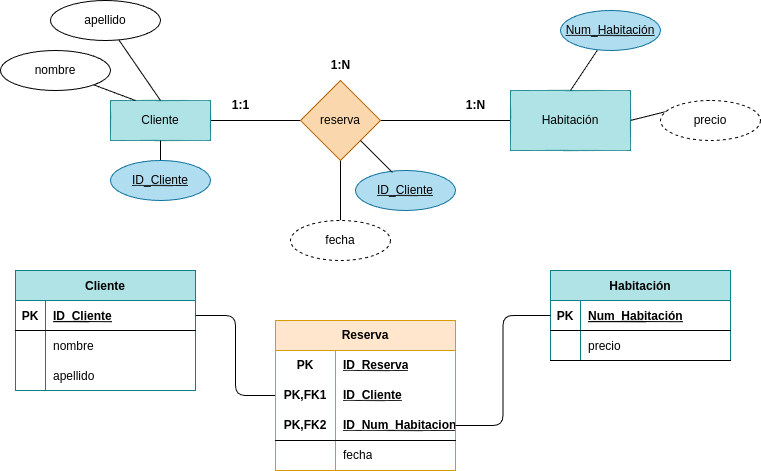 apellido
nombre
Num_Habitación
1:N
1:1
1:N
Cliente
reserva
Habitación
precio
ID_Cliente
ID_Cliente
fecha
Cliente
PK ID_Cliente
nombre
apellido
Reserva
PK ID_Reserva
PK,FK1 ID_Cliente
PK,FK2 ID_Num_Habitacion
fecha
Habitación
PK Num_Habitación
precio